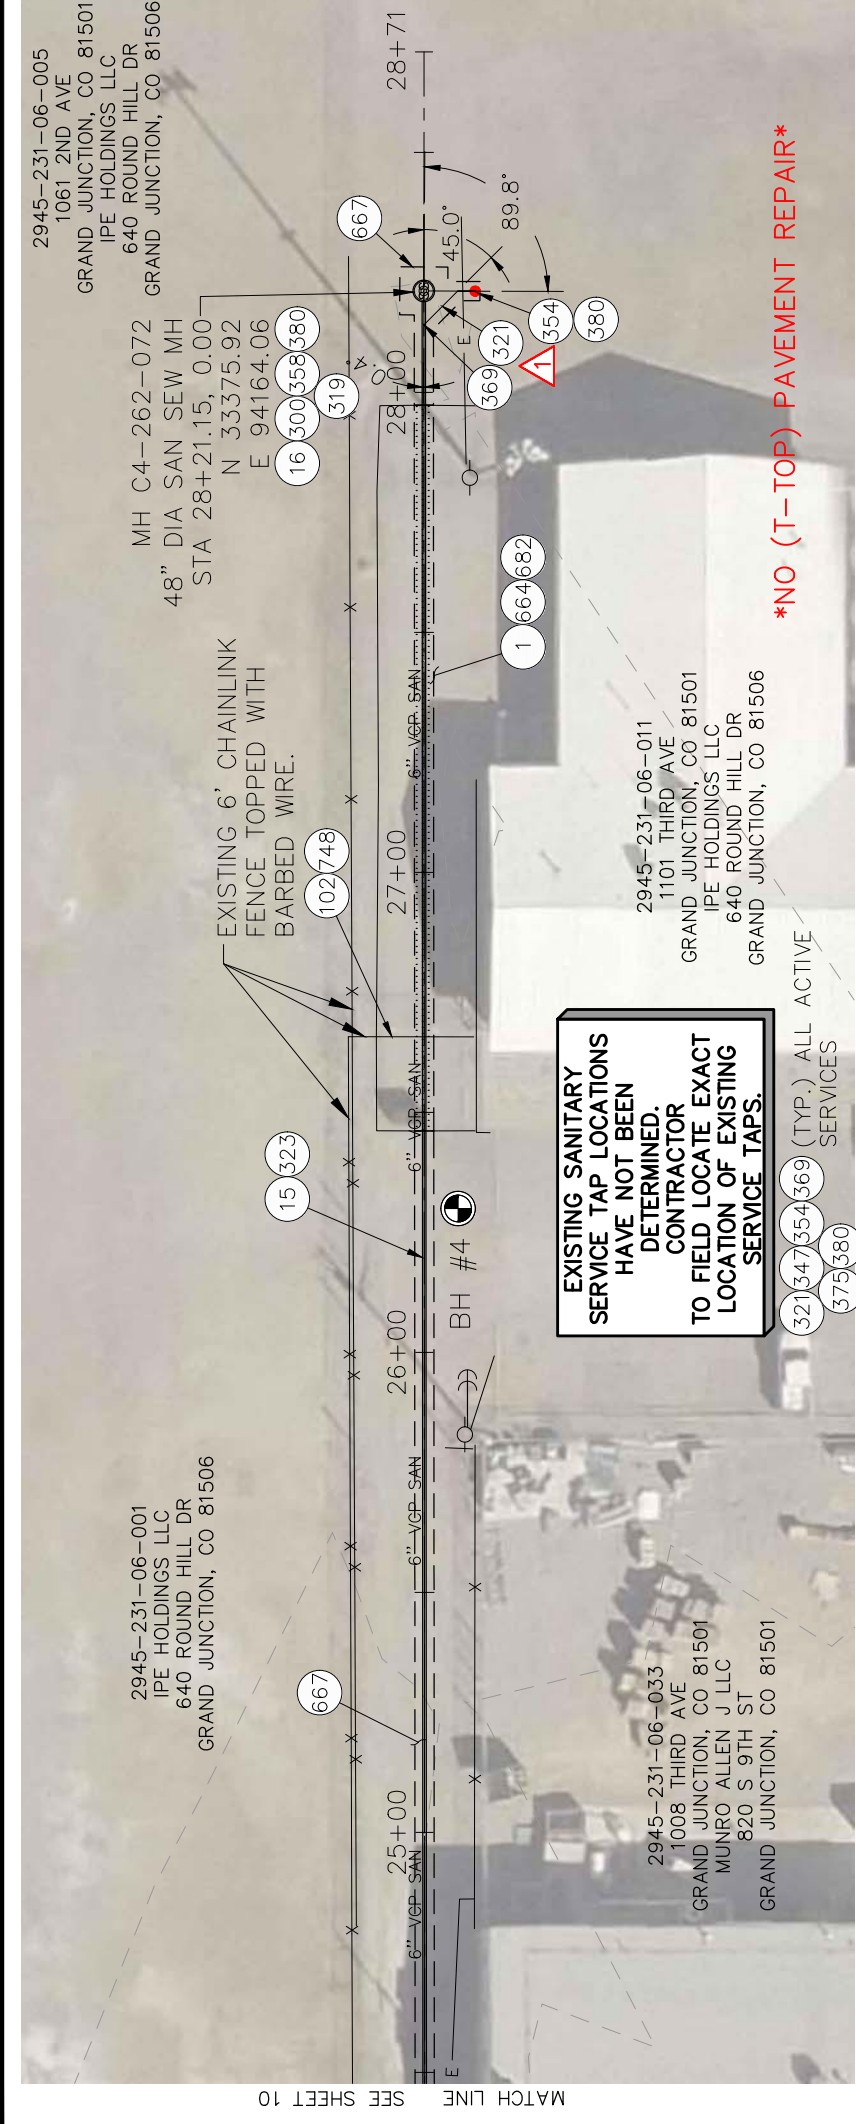 2945-231-06-005
1061 2ND AVE
GRAND JUNCTION, CO 81501
IPE HOLDINGS LLC
640 ROUND HILL DR
GRAND JUNCTION, CO 81506
MH C4-262-072
48" DIA SAN SEW MH
STA 28+21.15, 0.00
N 33375.92
E 94164.06
16 300 358 380
319
667
28+71
45.0°
89.8°
0.4°
28+00
369 321
354
380
1
E
*NO (T-TOP) PAVEMENT REPAIR*
EXISTING 6' CHAINLINK
FENCE TOPPED WITH
BARBED WIRE.
102 748
27+00
6" VCP SAN
1 664 682
2945-231-06-011
1101 THIRD AVE
GRAND JUNCTION, CO 81501
IPE HOLDINGS LLC
640 ROUND HILL DR
GRAND JUNCTION, CO 81506
15 323
6" VCP SAN
BH #4
26+00
EXISTING SANITARY
SERVICE TAP LOCATIONS
HAVE NOT BEEN
DETERMINED.
CONTRACTOR
TO FIELD LOCATE EXACT
LOCATION OF EXISTING
SERVICE TAPS.
321 347 354 369 (TYP.) ALL ACTIVE
SERVICES
375 380
2945-231-06-001
IPE HOLDINGS LLC
640 ROUND HILL DR
GRAND JUNCTION, CO 81506
6" VCP SAN
667
25+00
6" VCP SAN
2945-231-06-033
1008 THIRD AVE
GRAND JUNCTION, CO 81501
MUNRO ALLEN J LLC
820 S 9TH ST
GRAND JUNCTION, CO 81501
E
MATCH LINE SEE SHEET 10